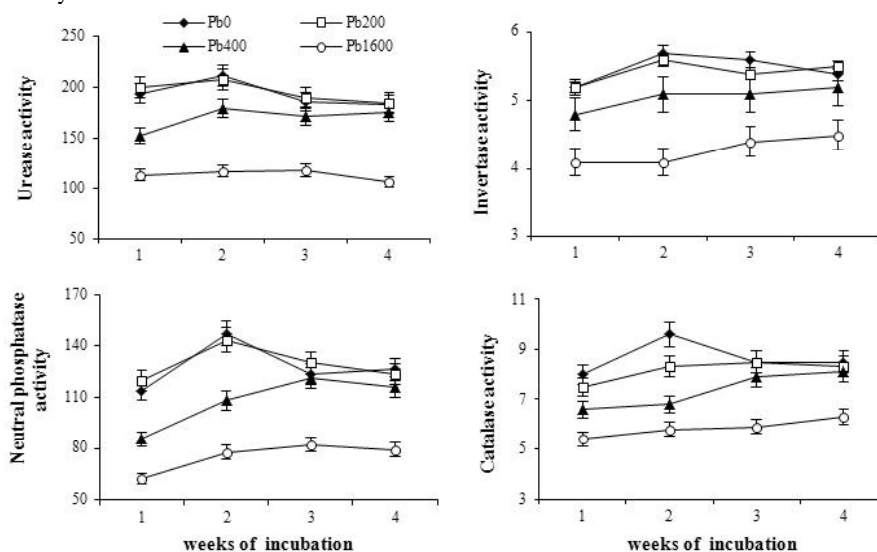 Pb0 Pb200
Pb400 Pb1600
250
200
150
100
50
Urease activity
1 2 3 4
6
5
4
3
Invertase activity
1 2 3 4
170
140
110
80
50
Neutral phosphatase
activity
1 2 3 4
weeks of incubation
11
9
7
5
3
Catalase activity
1 2 3 4
weeks of incubation